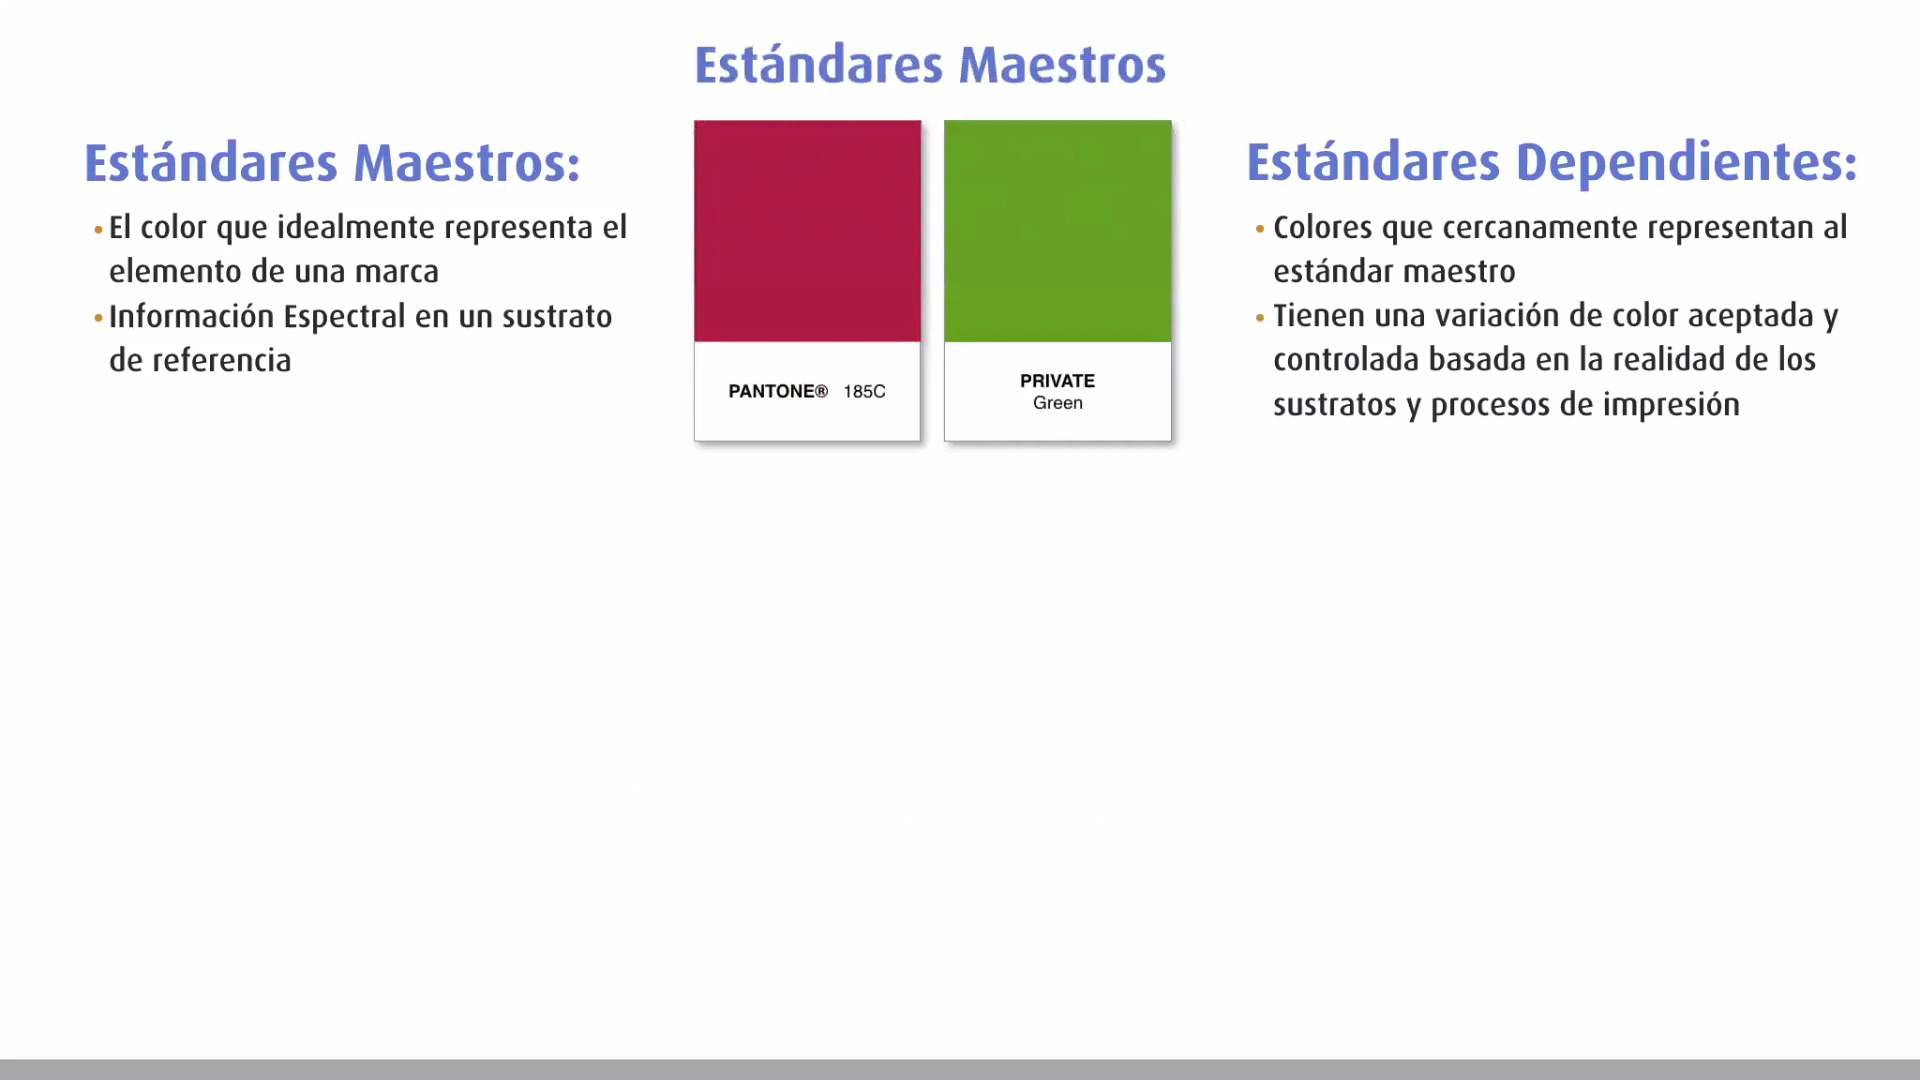 Estándares Maestros
Estándares Maestros:
• El color que idealmente representa el
elemento de una marca
• Información Espectral en un sustrato
de referencia
PANTONE® 185C
PRIVATE
Green
Estándares Dependientes:
• Colores que cercanamente representan al
estándar maestro
• Tienen una variación de color aceptada y
controlada basada en la realidad de los
sustratos y procesos de impresión